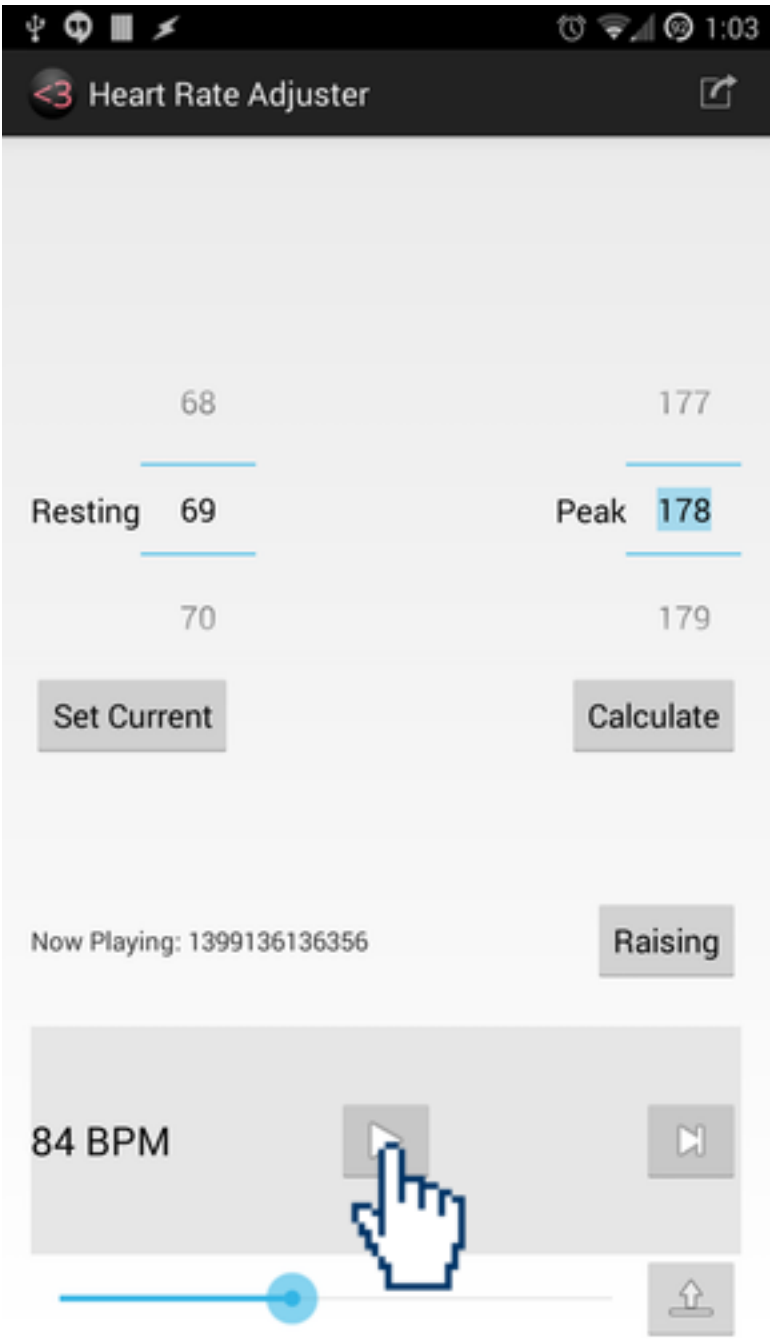 92 1:03
<3 Heart Rate Adjuster
68 177
Resting 69 Peak 178
70 179
Set Current Calculate
Now Playing: 1399136136356 Raising
84 BPM